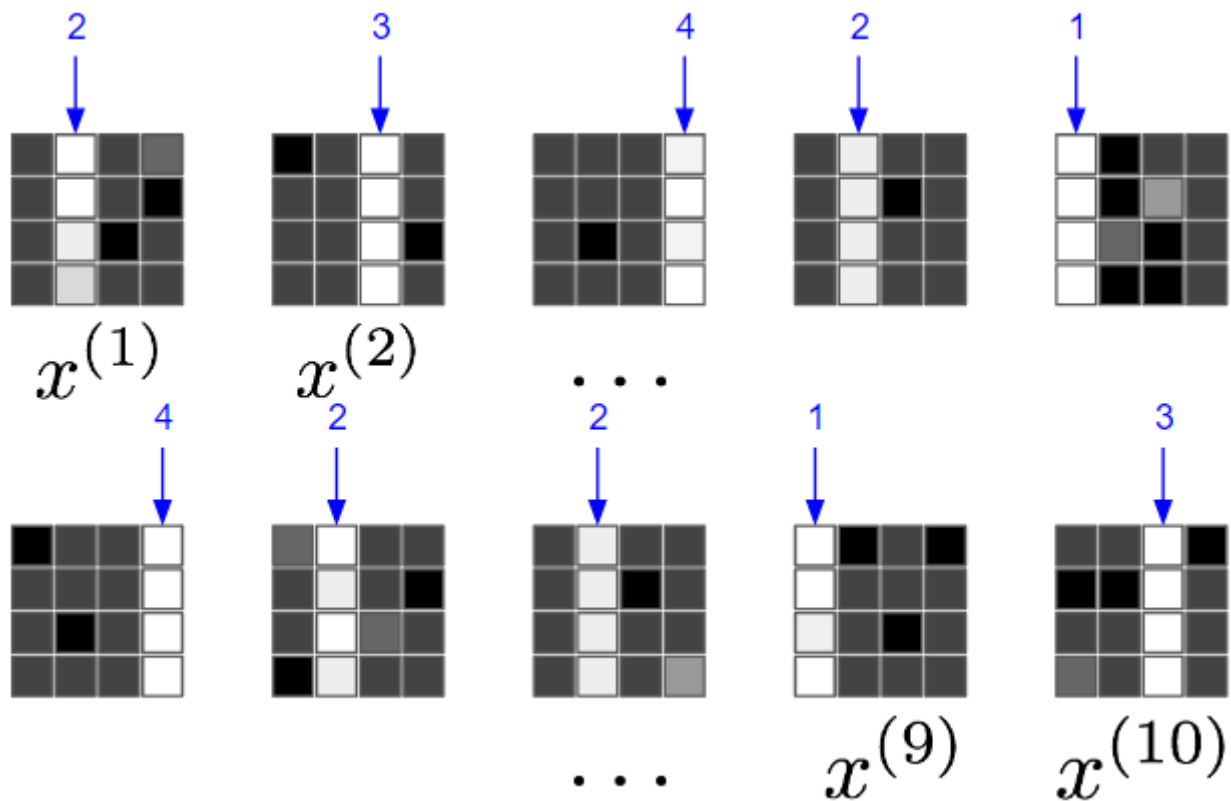 2 3 4 2 1
x^{(1)} x^{(2)} ...
4 2 2 1 3
... x^{(9)} x^{(10)}